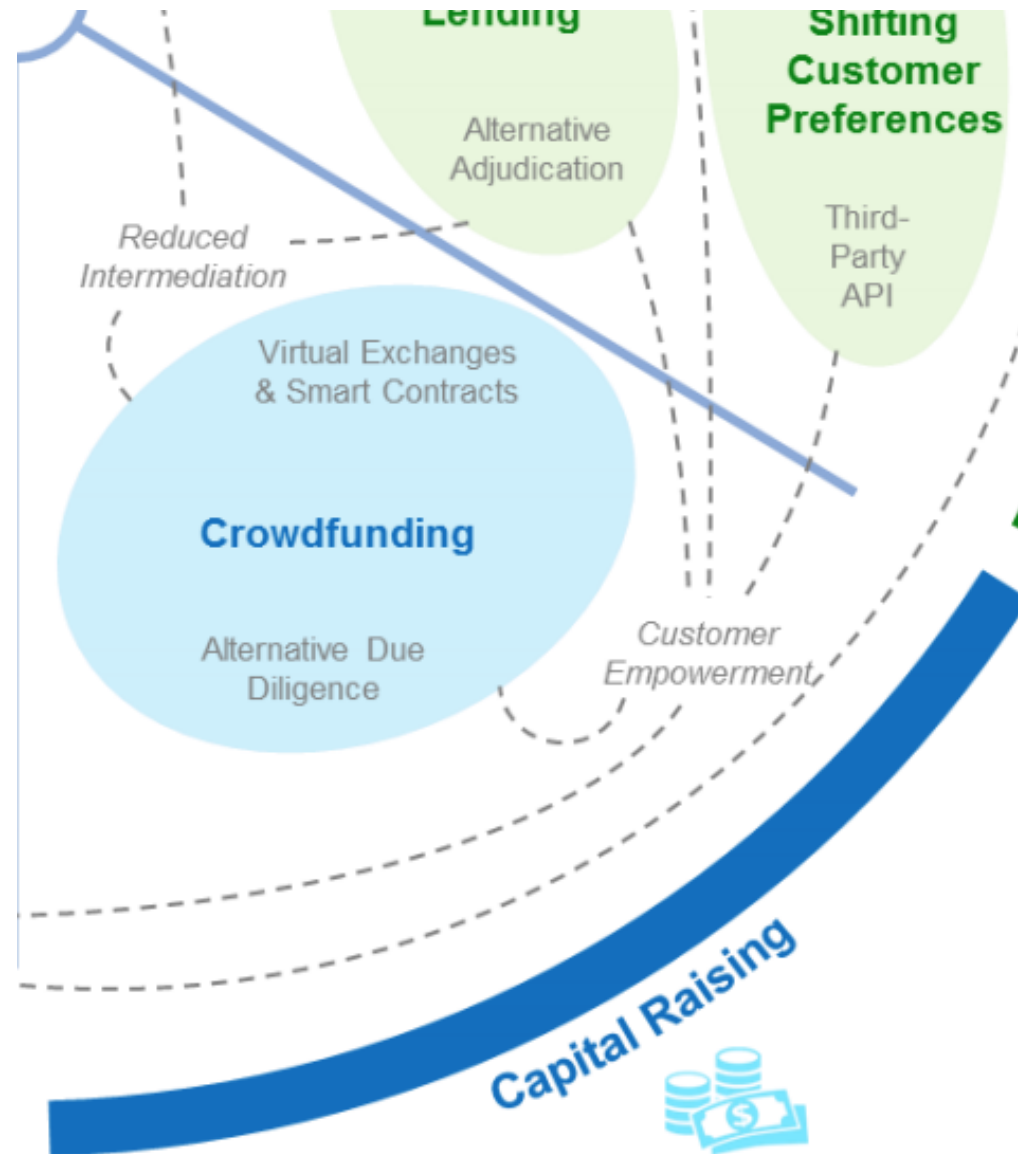 Lending
Shifting
Customer
Preferences
Alternative
Adjudication
Third-
Party
API
Reduced
Intermediation
Virtual Exchanges
& Smart Contracts
Crowdfunding
Alternative Due
Diligence
Customer
Empowerment
Capital Raising
$